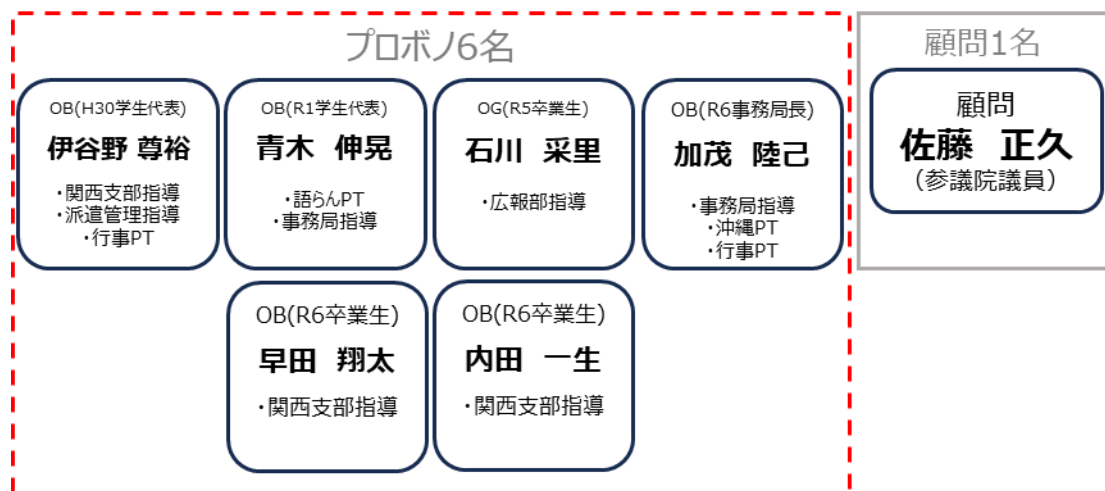 プロボノ6名
顧問1名
OB(H30学生代表)
伊谷野 尊裕
・関西支部指導
・派遣管理指導
・行事PT
OB(R1学生代表)
青木 伸晃
・語らんPT
・事務局指導
OG(R5卒業生)
石川 采里
・広報部指導
OB(R6事務局長)
加茂 陸己
・事務局指導
・沖縄PT
・行事PT
顧問
佐藤 正久
（参議院議員）
OB(R6卒業生)
早田 翔太
・関西支部指導
OB(R6卒業生)
内田 一生
・関西支部指導